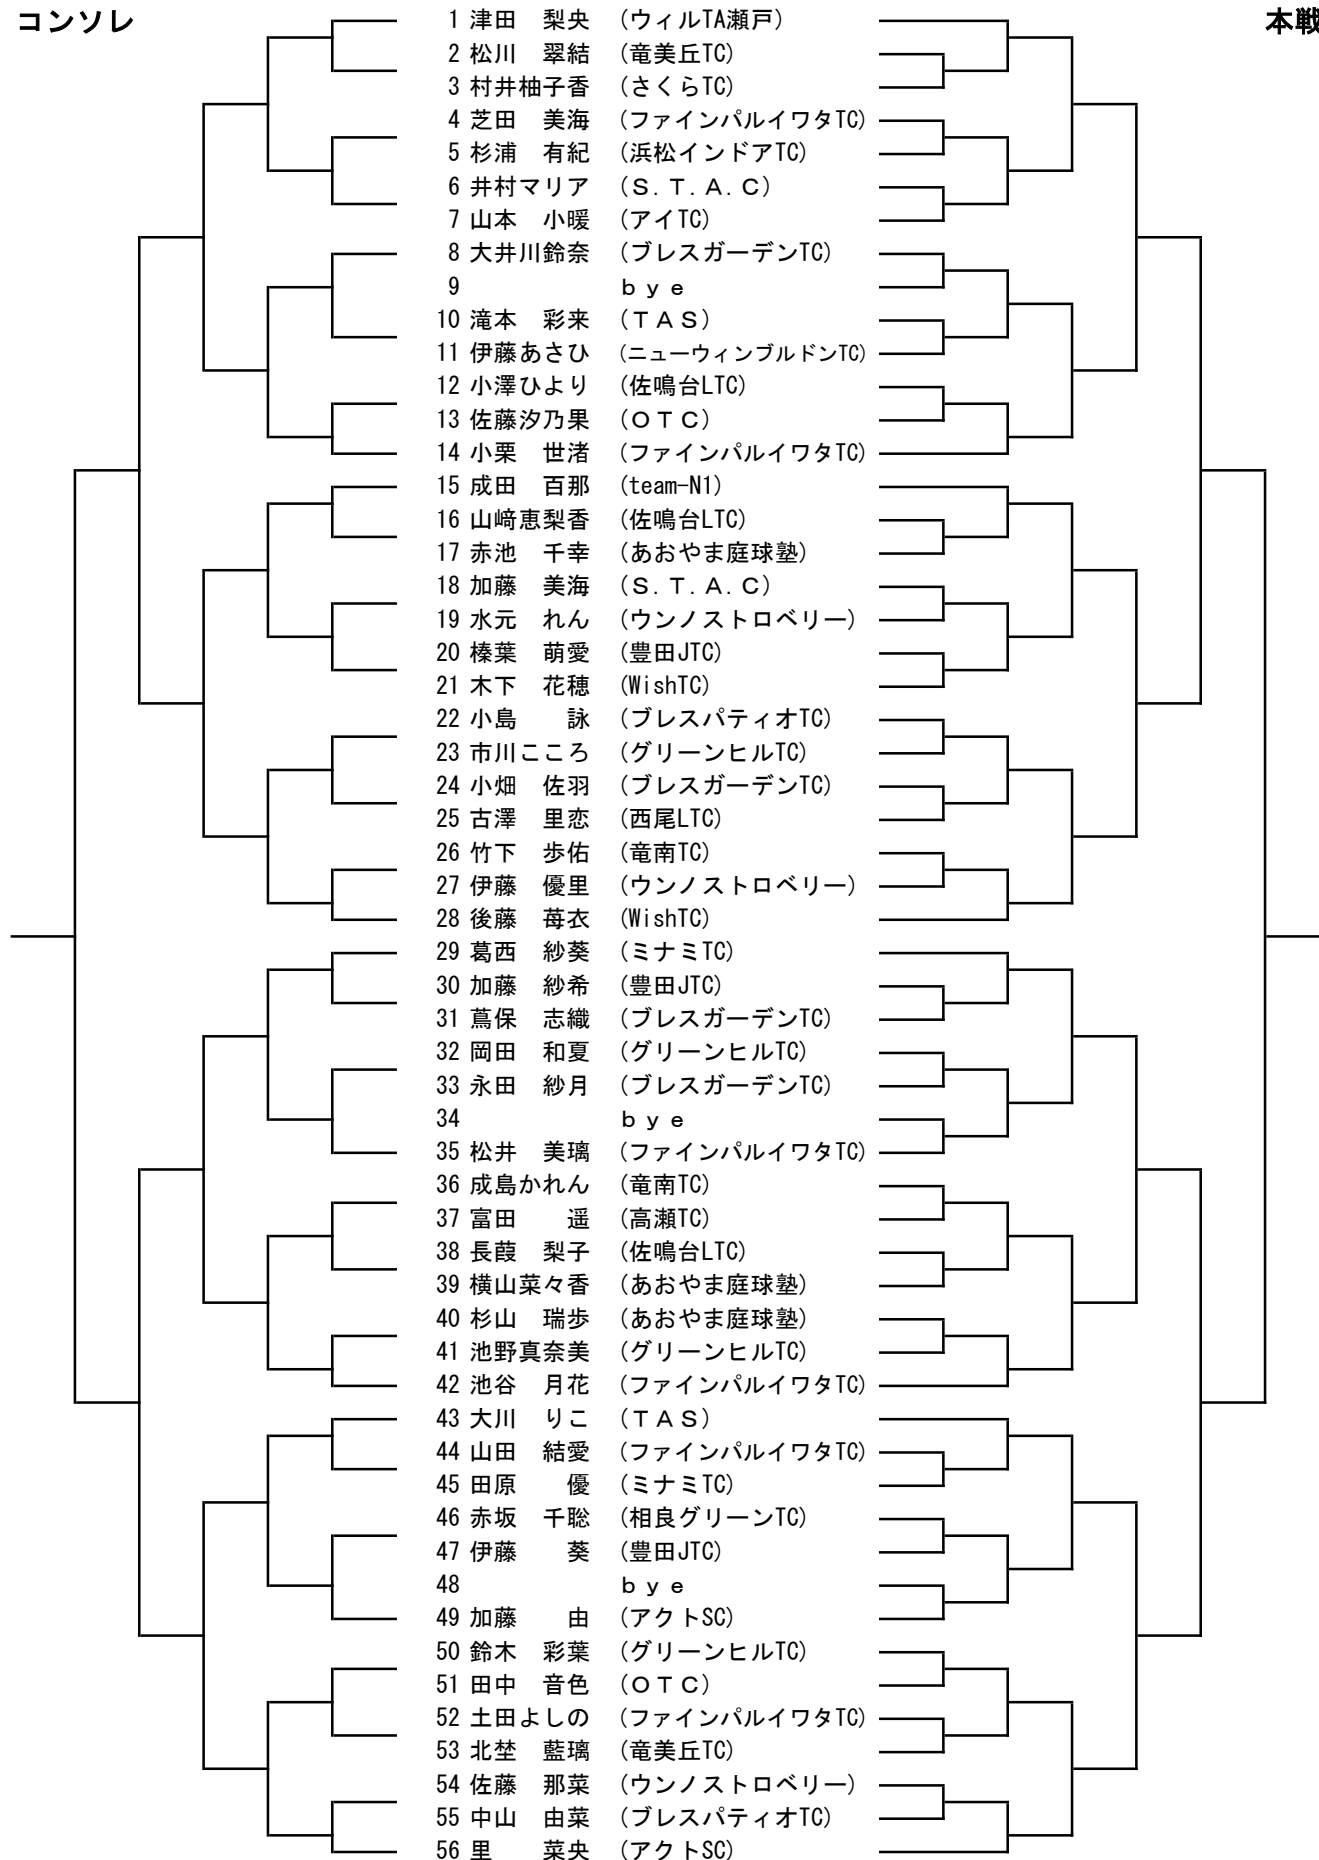 コンソレ
本戦
1 津田　梨央 (ウィルTA瀬戸)
2 松川　翠結 (竜美丘TC)
3 村井柚子香 (さくらTC)
4 芝田　美海 (ファインパルイワタTC)
5 杉浦　有紀 (浜松インドアTC)
6 井村マリア (Ｓ.Ｔ.Ａ.Ｃ)
7 山本　小暖 (アイTC)
8 大井川鈴奈 (ブレスガーデンTC)
9 ｂｙｅ
10 滝本　彩来 (ＴＡＳ)
11 伊藤あさひ (ニューウィンブルドンTC)
12 小澤ひより (佐鳴台LTC)
13 佐藤汐乃果 (ＯＴＣ)
14 小栗　世渚 (ファインパルイワタTC)
15 成田　百那 (team-N1)
16 山﨑恵梨香 (佐鳴台LTC)
17 赤池　千幸 (あおやま庭球塾)
18 加藤　美海 (Ｓ.Ｔ.Ａ.Ｃ)
19 水元　れん (ウンノストロベリー)
20 榛葉　萌愛 (豊田JTC)
21 木下　花穂 (WishTC)
22 小島　　詠 (ブレスパティオTC)
23 市川こころ (グリーンヒルTC)
24 小畑　佐羽 (ブレスガーデンTC)
25 古澤　里恋 (西尾LTC)
26 竹下　歩佑 (竜南TC)
27 伊藤　優里 (ウンノストロベリー)
28 後藤　苺衣 (WishTC)
29 葛西　紗葵 (ミナミTC)
30 加藤　紗希 (豊田JTC)
31 蔦保　志織 (ブレスガーデンTC)
32 岡田　和夏 (グリーンヒルTC)
33 永田　紗月 (ブレスガーデンTC)
34 ｂｙｅ
35 松井　美璃 (ファインパルイワタTC)
36 成島かれん (竜南TC)
37 富田　　遥 (高瀬TC)
38 長葭　梨子 (佐鳴台LTC)
39 横山菜々香 (あおやま庭球塾)
40 杉山　瑞歩 (あおやま庭球塾)
41 池野真奈美 (グリーンヒルTC)
42 池谷　月花 (ファインパルイワタTC)
43 大川　りこ (ＴＡＳ)
44 山田　結愛 (ファインパルイワタTC)
45 田原　　優 (ミナミTC)
46 赤坂　千聡 (相良グリーンTC)
47 伊藤　　葵 (豊田JTC)
48 ｂｙｅ
49 加藤　　由 (アクトSC)
50 鈴木　彩葉 (グリーンヒルTC)
51 田中　音色 (ＯＴＣ)
52 土田よしの (ファインパルイワタTC)
53 北埜　藍璃 (竜美丘TC)
54 佐藤　那菜 (ウンノストロベリー)
55 中山　由菜 (ブレスパティオTC)
56 里　　菜央 (アクトSC)